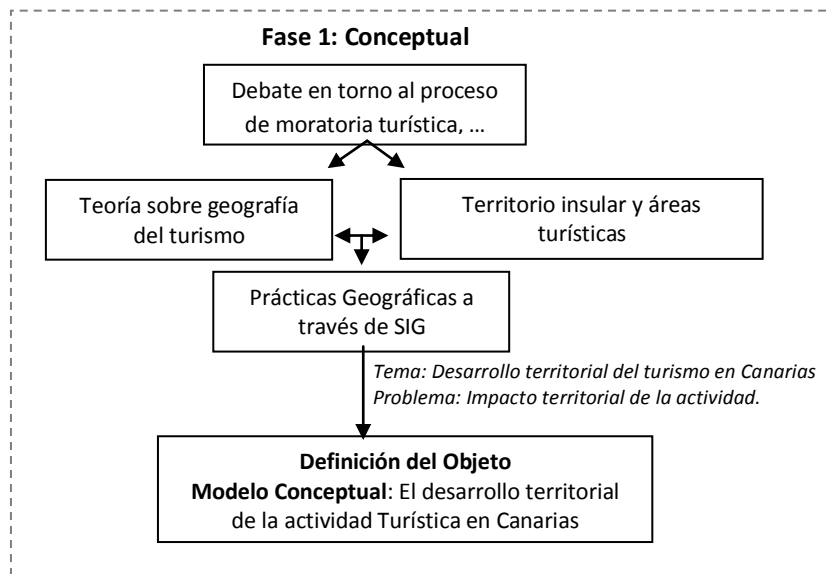 Fase 1: Conceptual
Debate en torno al proceso
de moratoria turística, ...
Teoría sobre geografía
del turismo
Territorio insular y áreas
turísticas
Prácticas Geográficas a
través de SIG
Tema: Desarrollo territorial del turismo en Canarias
Problema: Impacto territorial de la actividad.
Definición del Objeto
Modelo Conceptual: El desarrollo territorial
de la actividad Turística en Canarias